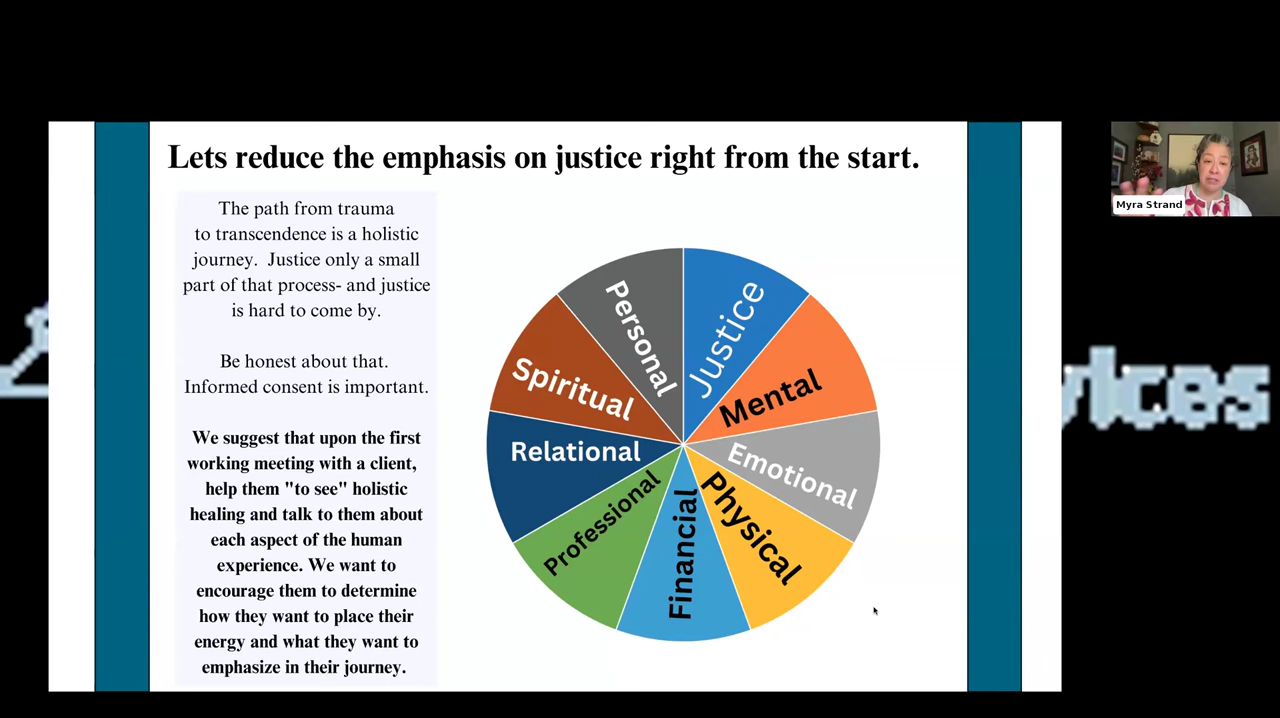 Lets reduce the emphasis on justice right from the start.
The path from trauma
to transcendence is a holistic
journey. Justice only a small
part of that process- and justice
is hard to come by.
Be honest about that.
Informed consent is important.
We suggest that upon the first
working meeting with a client,
help them "to see" holistic
healing and talk to them about
each aspect of the human
experience. We want to
encourage them to determine
how they want to place their
energy and what they want to
emphasize in their journey.
Justice
Mental
Emotional
Physical
Financial
Professional
Relational
Spiritual
Personal
Myra Strand
vices